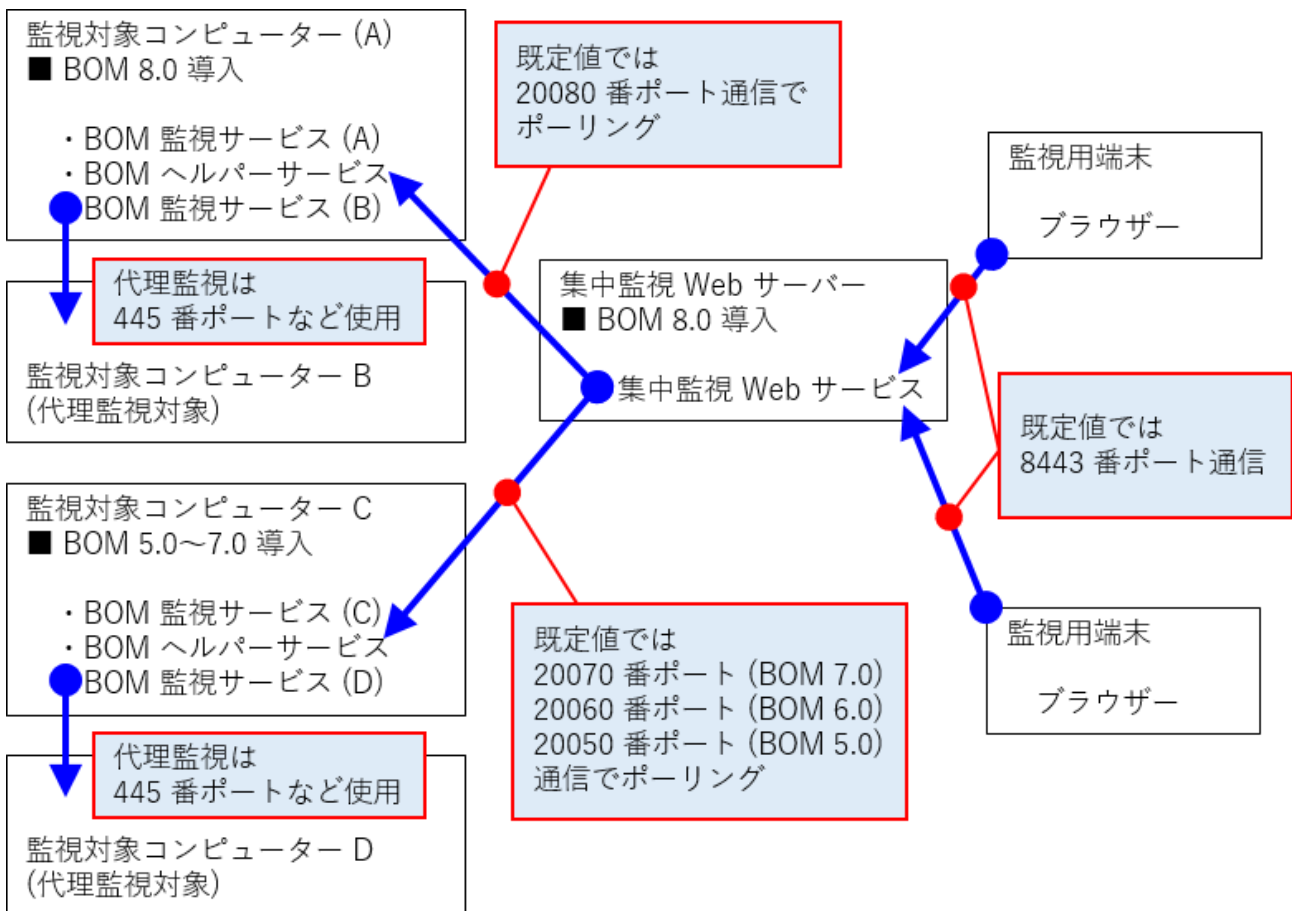 監視対象コンピューター (A)
■ BOM 8.0 導入
・BOM 監視サービス (A)
・BOM ヘルパーサービス
BOM 監視サービス (B)
代理監視は
445 番ポートなど使用
監視対象コンピューター B
(代理監視対象)
監視対象コンピューター C
■ BOM 5.0～7.0 導入
・BOM 監視サービス (C)
・BOM ヘルパーサービス
BOM 監視サービス (D)
代理監視は
445 番ポートなど使用
監視対象コンピューター D
(代理監視対象)
既定値では
20080 番ポート通信で
ポーリング
集中監視 Web サーバー
■ BOM 8.0 導入
集中監視 Web サービス
既定値では
20070 番ポート (BOM 7.0)
20060 番ポート (BOM 6.0)
20050 番ポート (BOM 5.0)
通信でポーリング
監視用端末
ブラウザー
既定値では
8443 番ポート通信
監視用端末
ブラウザー